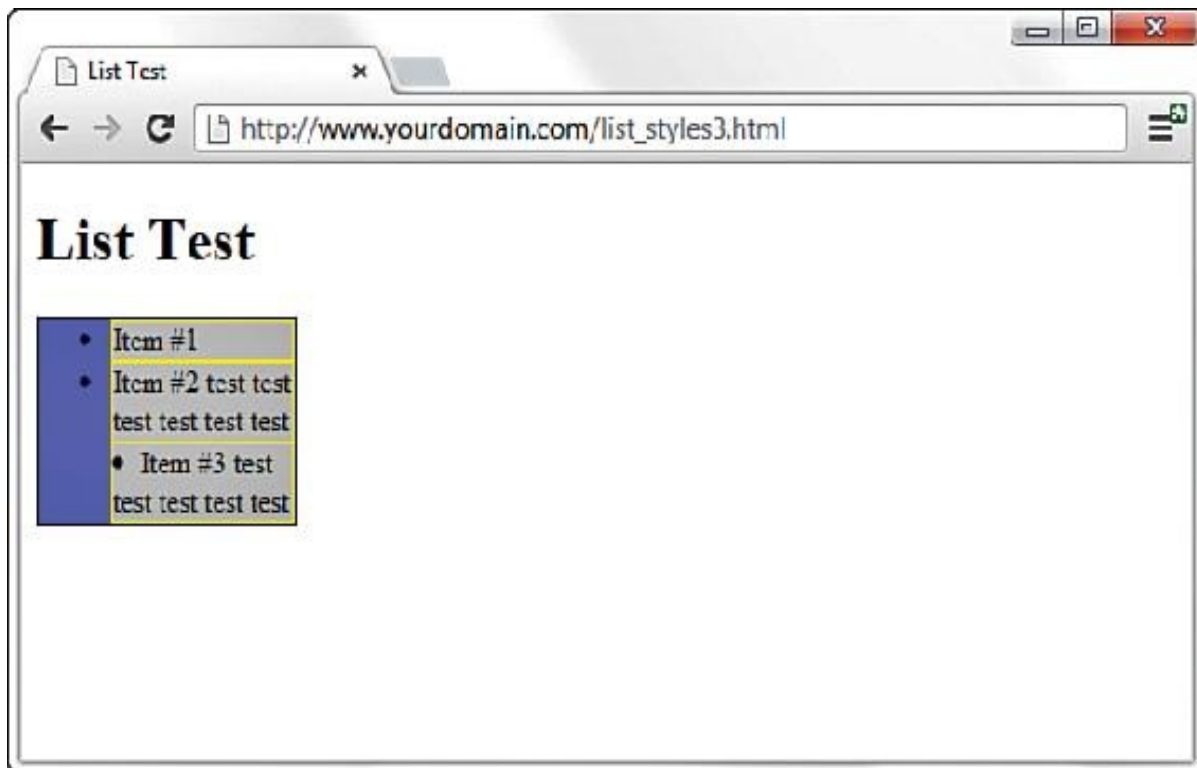 List Test
http://www.yourdomain.com/list_styles3.html
List Test
• Item #1
• Item #2 test test
test test test test
• Item #3 test
test test test test